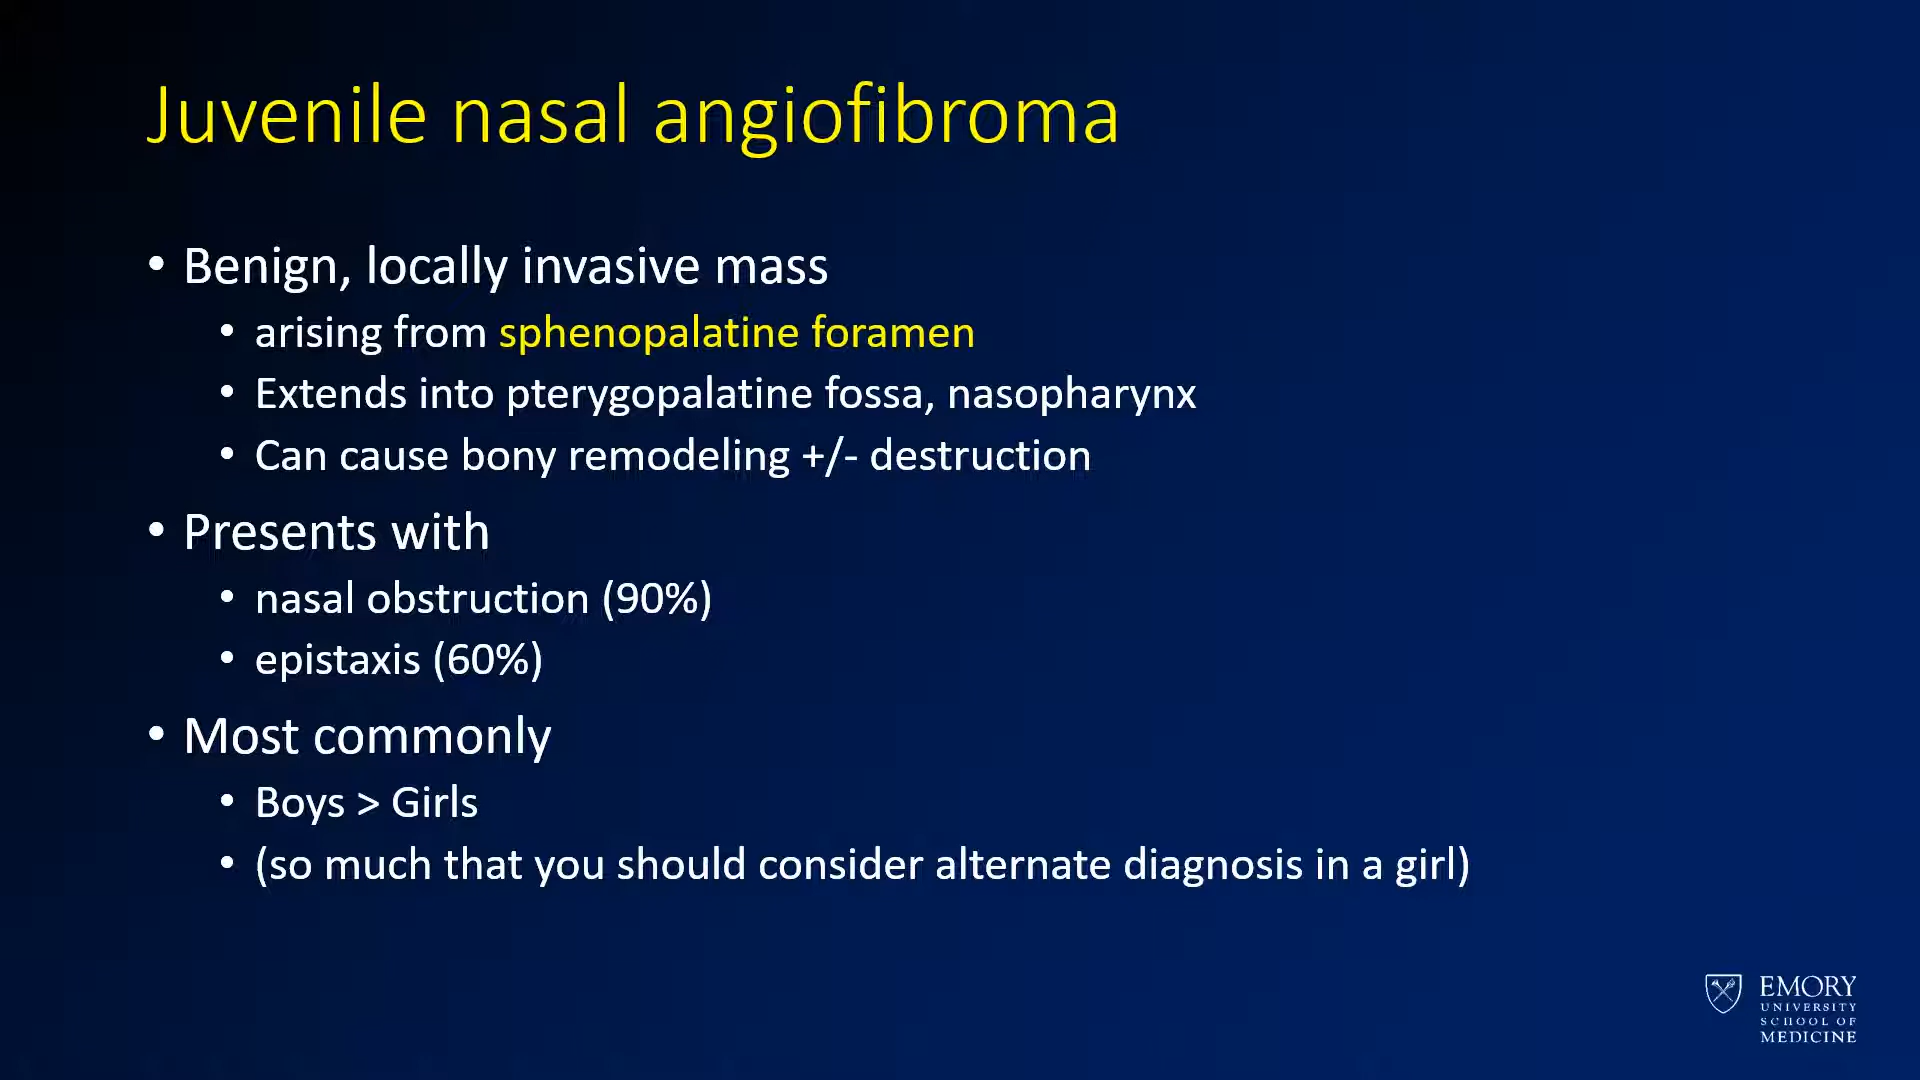 Juvenile nasal angiofibroma
• Benign, locally invasive mass
• arising from sphenopalatine foramen
• Extends into pterygopalatine fossa, nasopharynx
• Can cause bony remodeling +/- destruction
• Presents with
• nasal obstruction (90%)
• epistaxis (60%)
• Most commonly
• Boys > Girls
• (so much that you should consider alternate diagnosis in a girl)
EMORY
UNIVERSITY
SCHOOL OF
MEDICINE